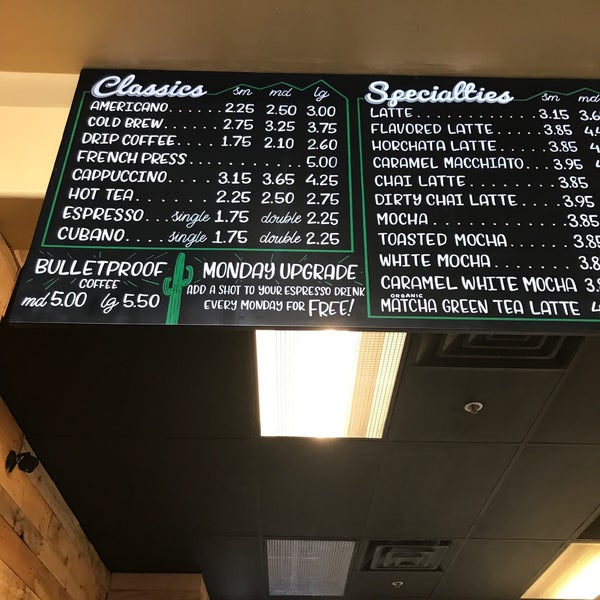 Classics sm md lg
AMERICANO........ 2.25 2.50 3.00
COLD BREW........ 2.75 3.25 3.75
DRIP COFFEE...... 1.75 2.10 2.60
FRENCH PRESS.............. 5.00
CAPPUCCINO....... 3.15 3.65 4.25
HOT TEA.......... 2.25 2.50 2.75
ESPRESSO... single 1.75 double 2.25
CUBANO..... single 1.75 double 2.25
BULLETPROOF
COFFEE
md 5.00 lg 5.50
MONDAY UPGRADE
ADD A SHOT TO YOUR ESPRESSO DRINK
EVERY MONDAY FOR FREE!
Specialties sm md
LATTE............ 3.15
FLAVORED LATTE..... 3.85
HORCHATA LATTE..... 3.85
CARAMEL MACCHIATO.. 3.95
CHAI LATTE......... 3.85
DIRTY CHAI LATTE.... 3.95
MOCHA............... 3.85
TOASTED MOCHA....... 3.85
WHITE MOCHA.........
CARAMEL WHITE MOCHA
ORGANIC
MATCHA GREEN TEA LATTE